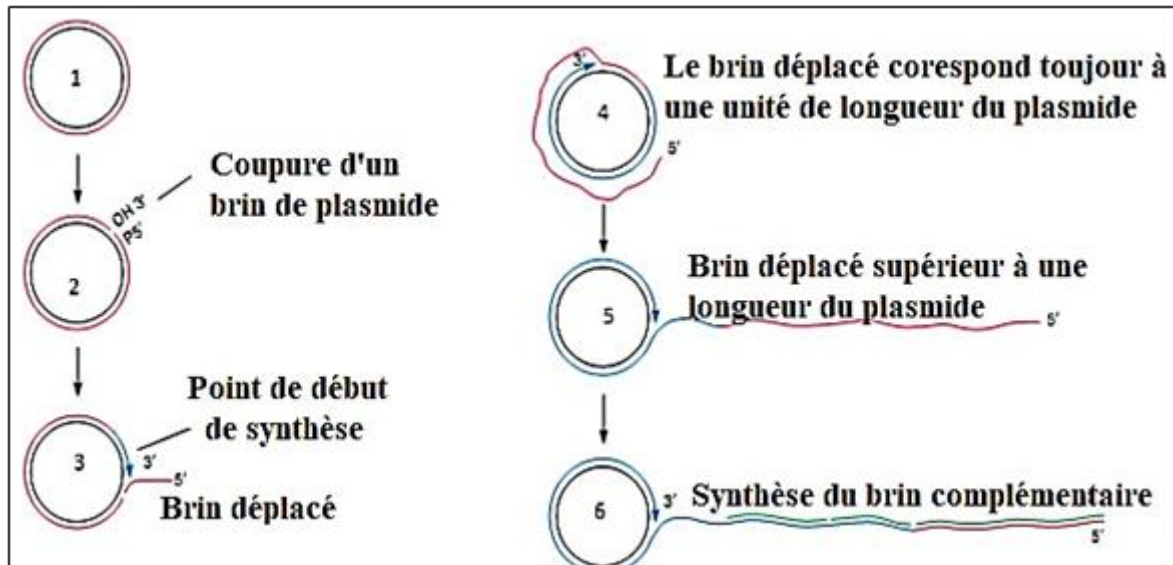 1
Coupure d'un
brin de plasmide
OH 3'
P5'
2
Point de début
de synthèse
3
3'
5'
Brin déplacé
3'
4
5'
Le brin déplacé corespond toujour à
une unité de longueur du plasmide
5
Brin déplacé supérieur à une
longueur du plasmide
5'
6
3'
Synthèse du brin complémentaire
5'